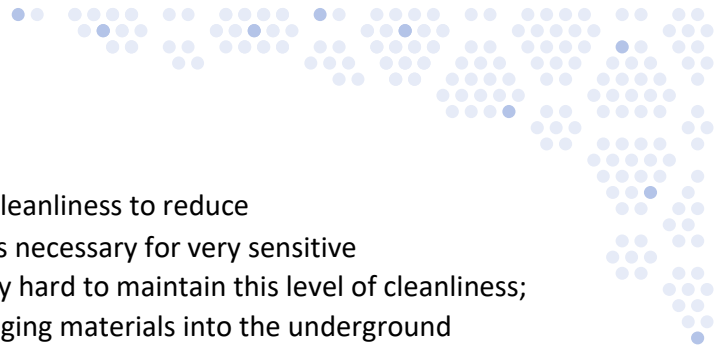 leanliness to reduce
s necessary for very sensitive
y hard to maintain this level of cleanliness;
ging materials into the underground